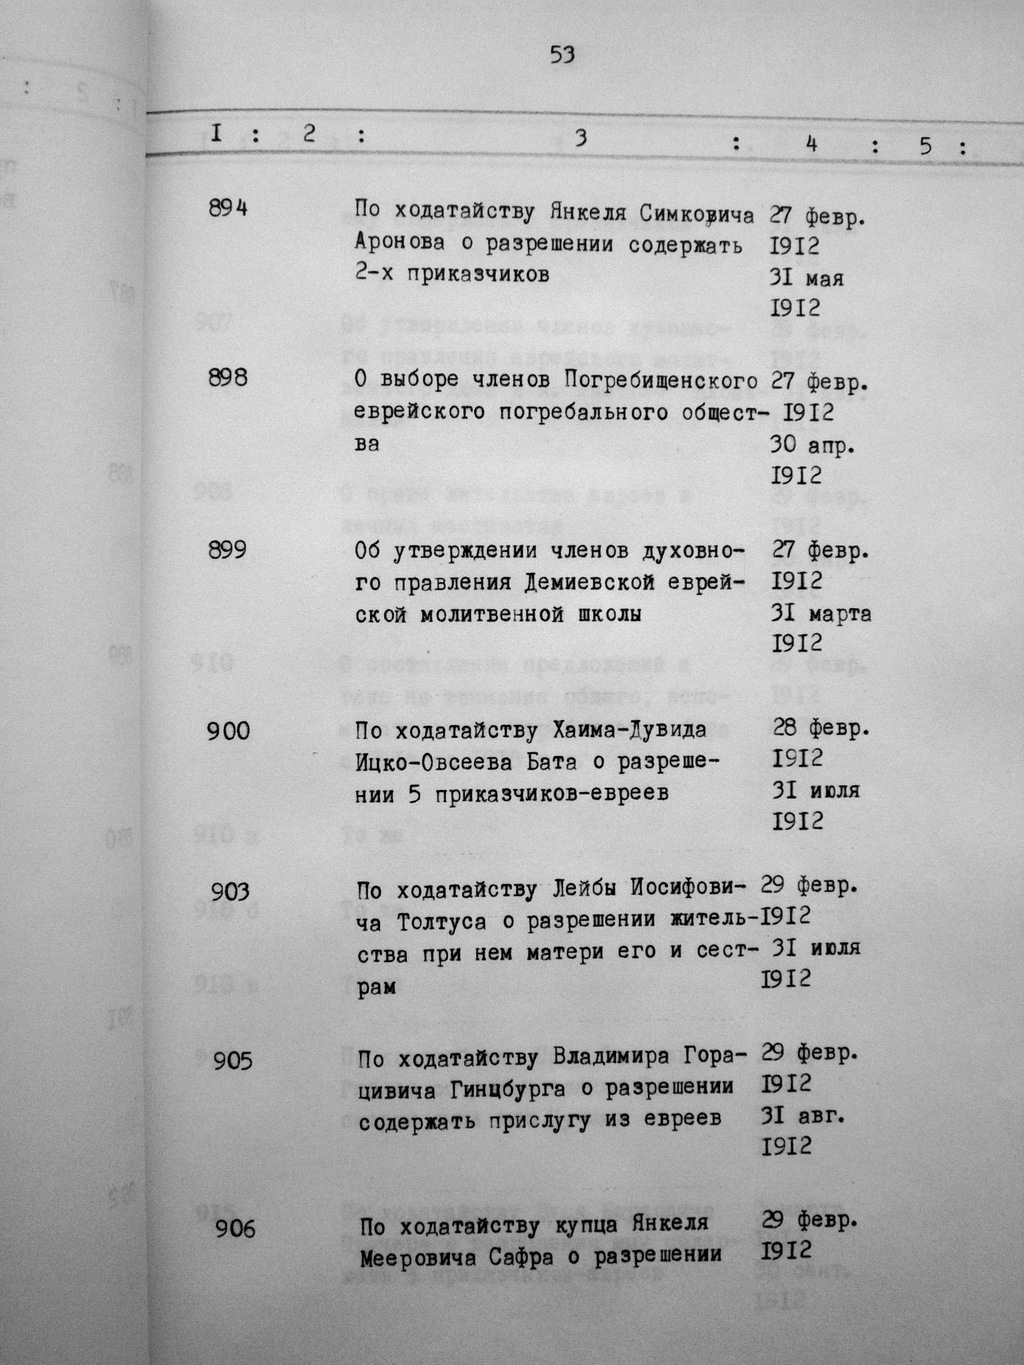 53
I : 2 : 3 : 4 : 5 :
894 По ходатайству Янкеля Симковича 27 февр.
Аронова о разрешении содержать 1912
2-х приказчиков 31 мая
1912
898 О выборе членов Погребищенского 27 февр.
еврейского погребального общест- 1912
ва 30 апр.
1912
899 Об утверждении членов духовно- 27 февр.
го правления Демиевской еврей- 1912
ской молитвенной школы 31 марта
1912
900 По ходатайству Хаима-Дувида 28 февр.
Ицко-Овсеева Бата о разреше- 1912
нии 5 приказчиков-евреев 31 июля
1912
903 По ходатайству Лейбы Иосифови- 29 февр.
ча Толтуса о разрешении житель- 1912
ства при нем матери его и сест- 31 июля
рам 1912
905 По ходатайству Владимира Гора- 29 февр.
цивича Гинцбурга о разрешении 1912
содержать прислугу из евреев 31 авг.
1912
906 По ходатайству купца Янкеля 29 февр.
Мееровича Сафра о разрешении 1912